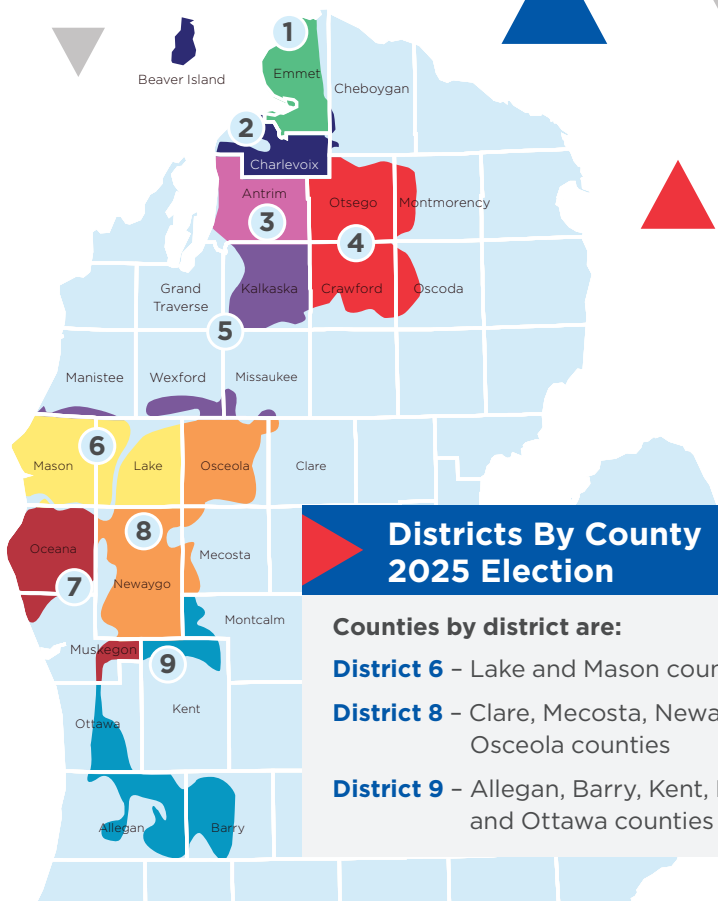 1
Emmet
Beaver Island
Cheboygan
2
Charlevoix
Antrim
3
Otsego
Montmorency
4
Grand
Traverse
Kalkaska
Crawford
Oscoda
5
Manistee
Wexford
Missaukee
6
Mason
Lake
Osceola
Clare
8
Oceana
7
Newaygo
Mecosta
Montcalm
Muskegon
9
Ottawa
Kent
Allegan
Barry
Districts By County
2025 Election
Counties by district are:
District 6 – Lake and Mason
District 8 – Clare, Mecosta,
Osceola counties
District 9 – Allegan, Barry, Kent,
and Ottawa counties